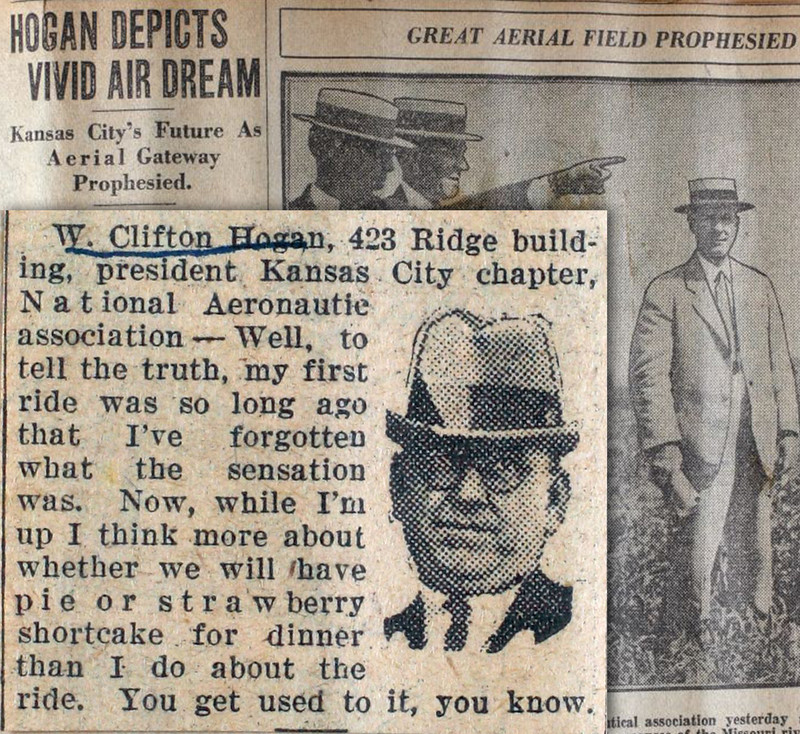 HOGAN DEPICTS
VIVID AIR DREAM
Kansas City's Future As
Aerial Gateway
Prophesied.
GREAT AERIAL FIELD PROPHESIED
W. Clifton Hogan, 423 Ridge build-
ing, president Kansas City chapter,
National Aeronautic
association — Well, to
tell the truth, my first
ride was so long ago
that I've forgotten
what the sensation
was. Now, while I'm
up I think more about
whether we will have
pie or strawberry
shortcake for dinner
than I do about the
ride. You get used to it, you know.
association yesterday
of the Missouri